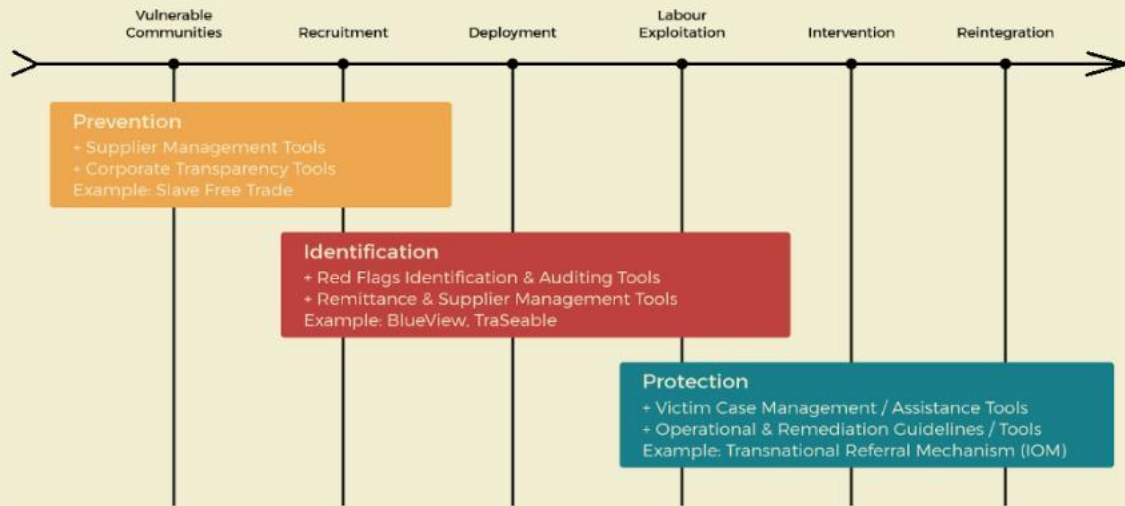 Vulnerable
Communities
Recruitment
Deployment
Labour
Exploitation
Intervention
Reintegration
Prevention
+ Supplier Management Tools
+ Corporate Transparency Tools
Example: Slave Free Trade
Identification
+ Red Flags Identification & Auditing Tools
+ Remittance & Supplier Management Tools
Example: BlueView, TraSeable
Protection
+ Victim Case Management / Assistance Tools
+ Operational & Remediation Guidelines / Tools
Example: Transnational Referral Mechanism (IOM)